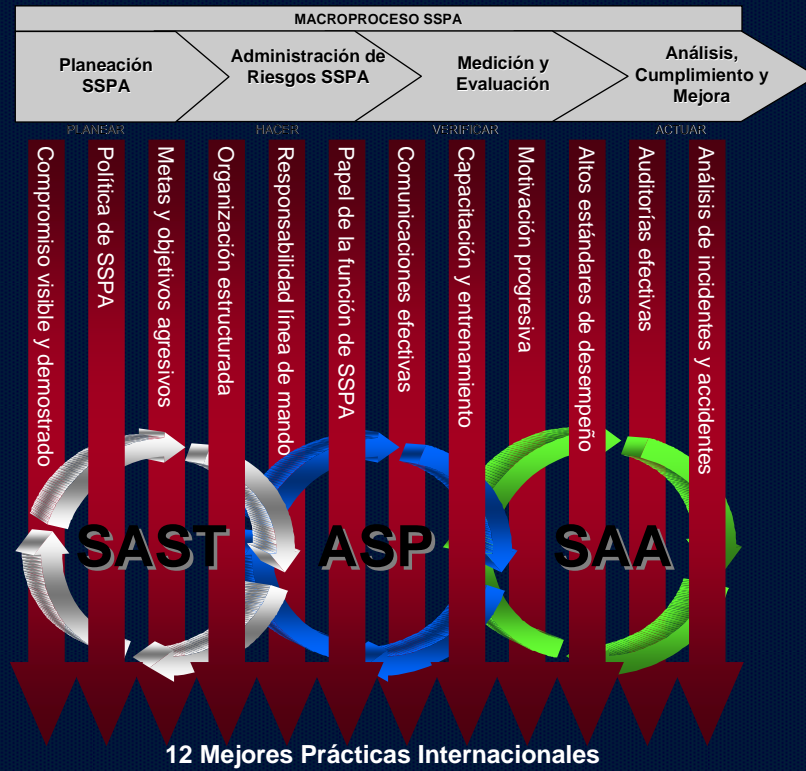 MACROPROCESO SSPA
Planeación
SSPA
Administración de
Riesgos SSPA
Medición y
Evaluación
Análisis,
Cumplimiento y
Mejora
PLANEAR
HACER
VERIFICAR
ACTUAR
Compromiso visible y demostrado
Política de SSPA
Metas y objetivos agresivos
Organización estructurada
Responsabilidad línea de mando
Papel de la función de SSPA
Comunicaciones efectivas
Capacitación y entrenamiento
Motivación progresiva
Altos estándares de desempeño
Auditorías efectivas
Análisis de incidentes y accidentes
SAST
ASP
SAA
12 Mejores Prácticas Internacionales